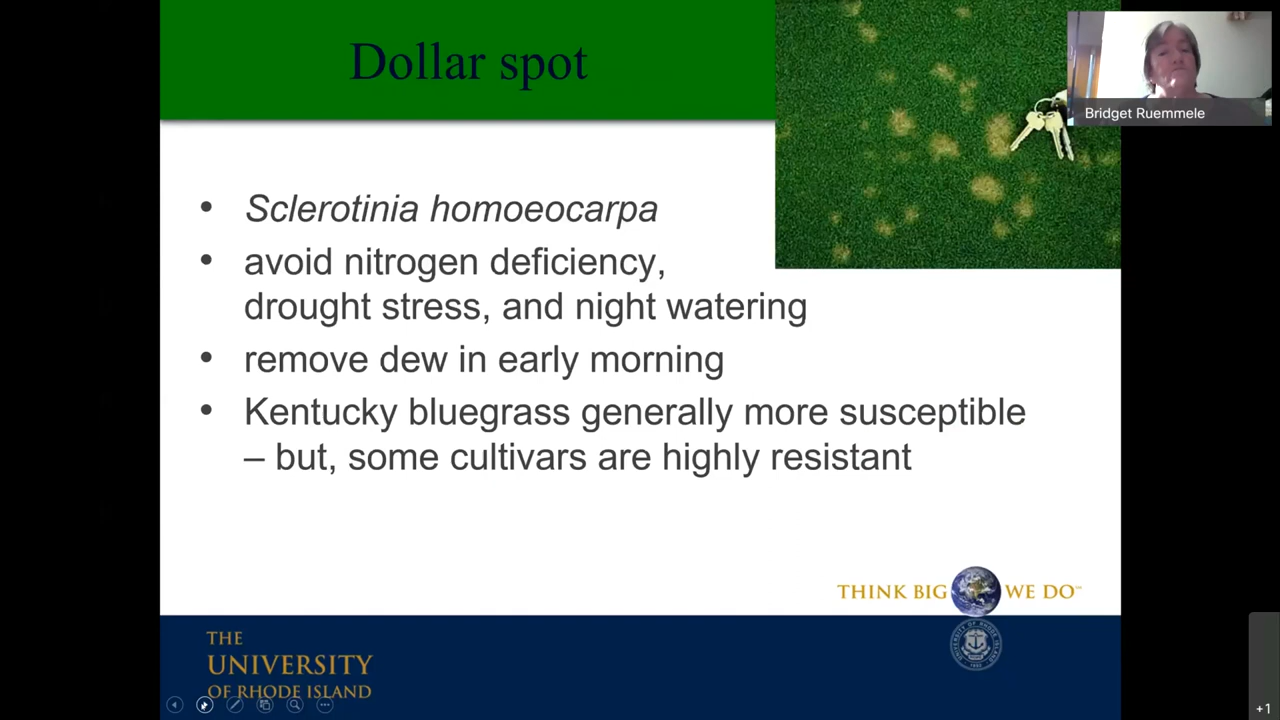 Dollar spot
Bridget Ruemmele
• Sclerotinia homoeocarpa
• avoid nitrogen deficiency,
drought stress, and night watering
• remove dew in early morning
• Kentucky bluegrass generally more susceptible
– but, some cultivars are highly resistant
THINK BIG WE DO™
THE
UNIVERSITY
OF RHODE ISLAND
+1